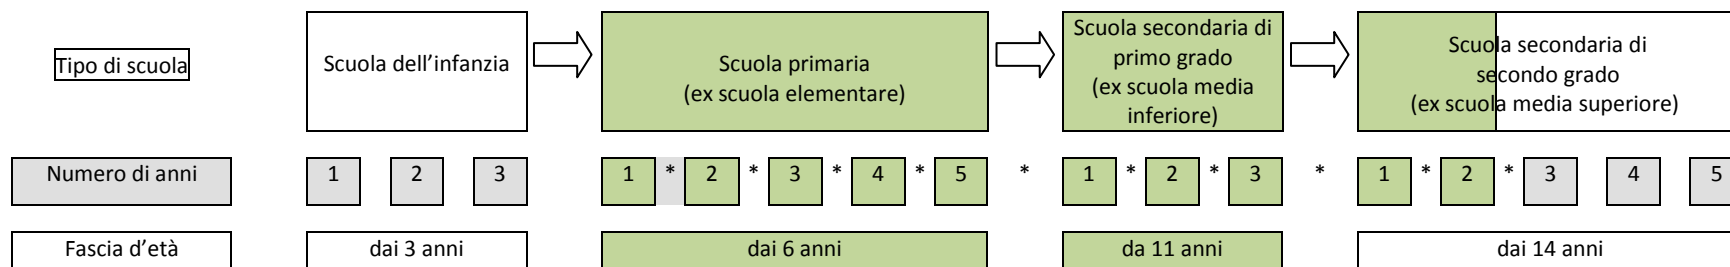 Tipo di scuola
Scuola dell'infanzia
Scuola primaria
(ex scuola elementare)
Scuola secondaria di
primo grado
(ex scuola media
inferiore)
Scuola secondaria di
secondo grado
(ex scuola media superiore)
Numero di anni
1 2 3
1 * 2 * 3 * 4 * 5 *
1 * 2 * 3 *
1 * 2 * 3 4 5
Fascia d'età
dai 3 anni
dai 6 anni
da 11 anni
dai 14 anni